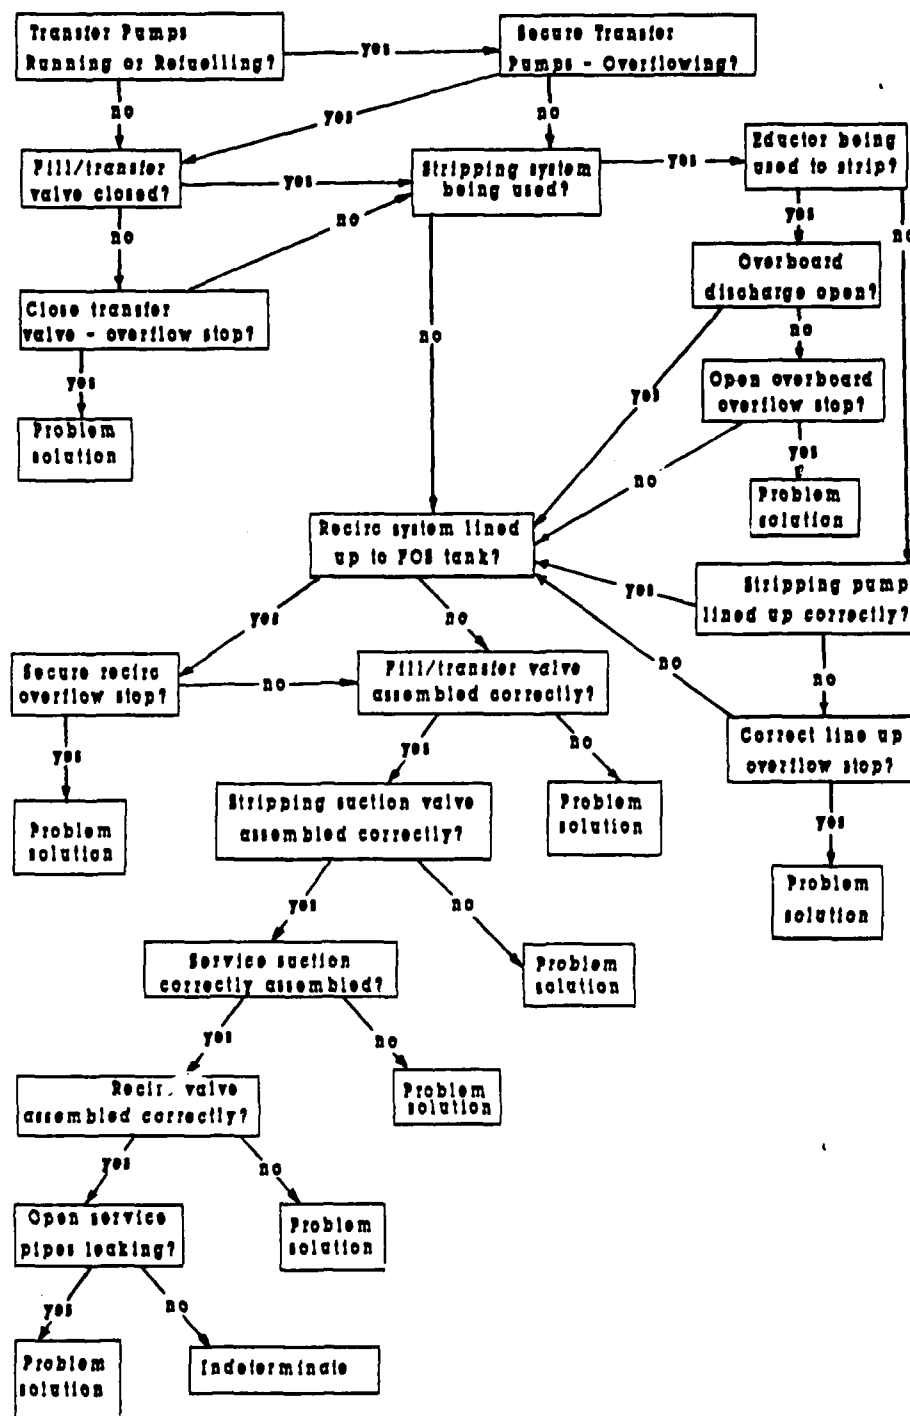 Transfer Pumps
Running or Refuelling?
yes
Secure Transfer
Pumps - Overflowing?
no
yes
no
Fill/transfer
valve closed?
yes
Stripping system
being used?
yes
Eductor being
used to strip?
no
no
yes
no
Close transfer
valve - overflow stop?
Overboard
discharge open?
no
yes
no
yes
Open overboard
overflow stop?
Problem
solution
no
yes
Problem
solution
Recirc system lined
up to FOS tank?
yes
Stripping pump
lined up correctly?
yes
no
no
no
Secure recirc
overflow stop?
no
Fill/transfer valve
assembled correctly?
Correct line up
overflow stop?
yes
yes
no
Problem
solution
Stripping suction valve
assembled correctly?
Problem
solution
yes
Problem
solution
yes
no
Service suction
correctly assembled?
Problem
solution
yes
no
Recirc valve
assembled correctly?
Problem
solution
yes
no
Open service
pipes leaking?
Problem
solution
yes
no
Problem
solution
Indeterminate